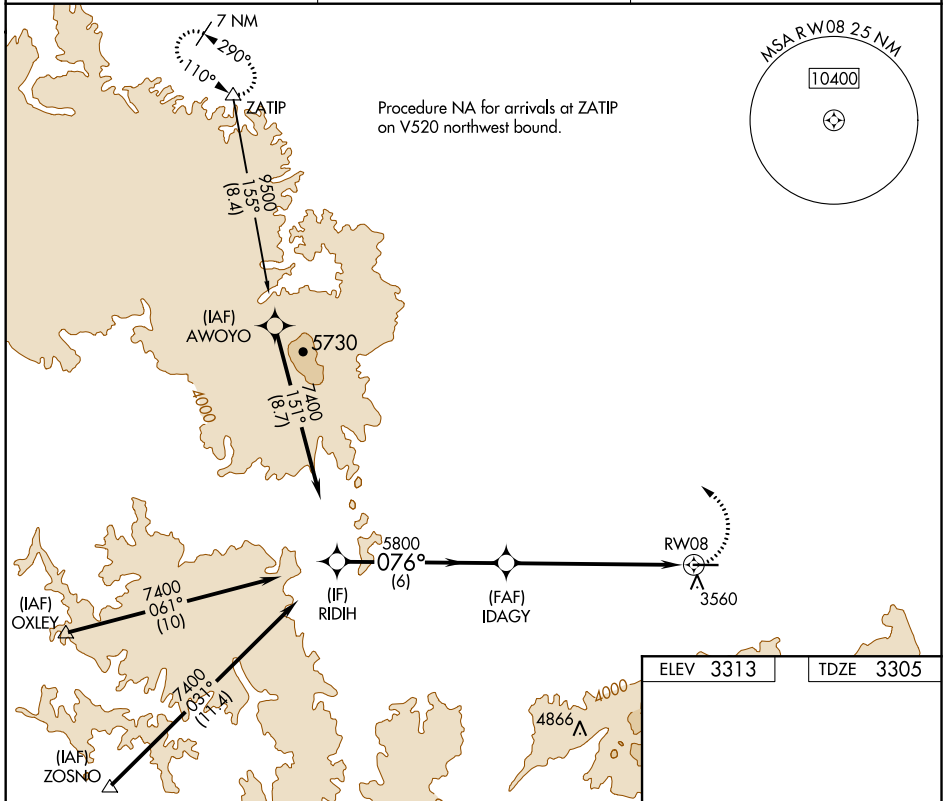 7 NM
290°
110°
ZATIP
Procedure NA for arrivals at ZATIP
on V520 northwest bound.
MSA RW08 25 NM
10400
9500
155°
(8.4)
(IAF)
AWOYO
5730
7400
151°
(8.7)
4000
5800
076°
(6)
RW08
3560
(IF)
RIDIH
(FAF)
IDAGY
(IAF)
OXLEY
7400
061°
(10)
7400
031°
(11.4)
(IAF)
ZOSNO
4866
4000
ELEV 3313
TDZE 3305